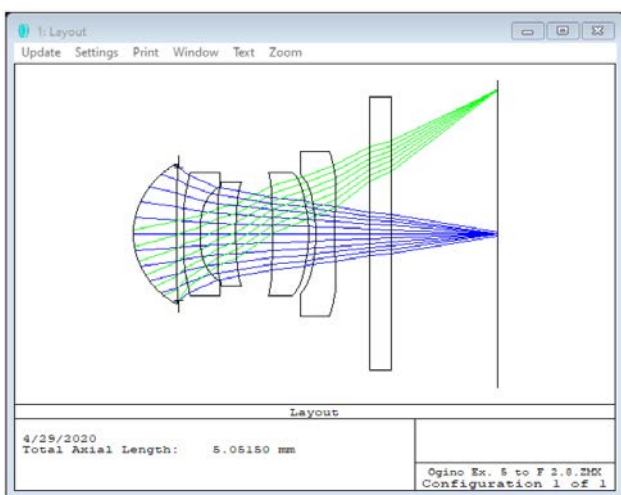 1: Layout
Update Settings Print Window Text Zoom
Layout
4/29/2020
Total Axial Length: 5.05150 mm
Ogino Ex. 5 to F 2.0.ZMX
Configuration 1 of 1